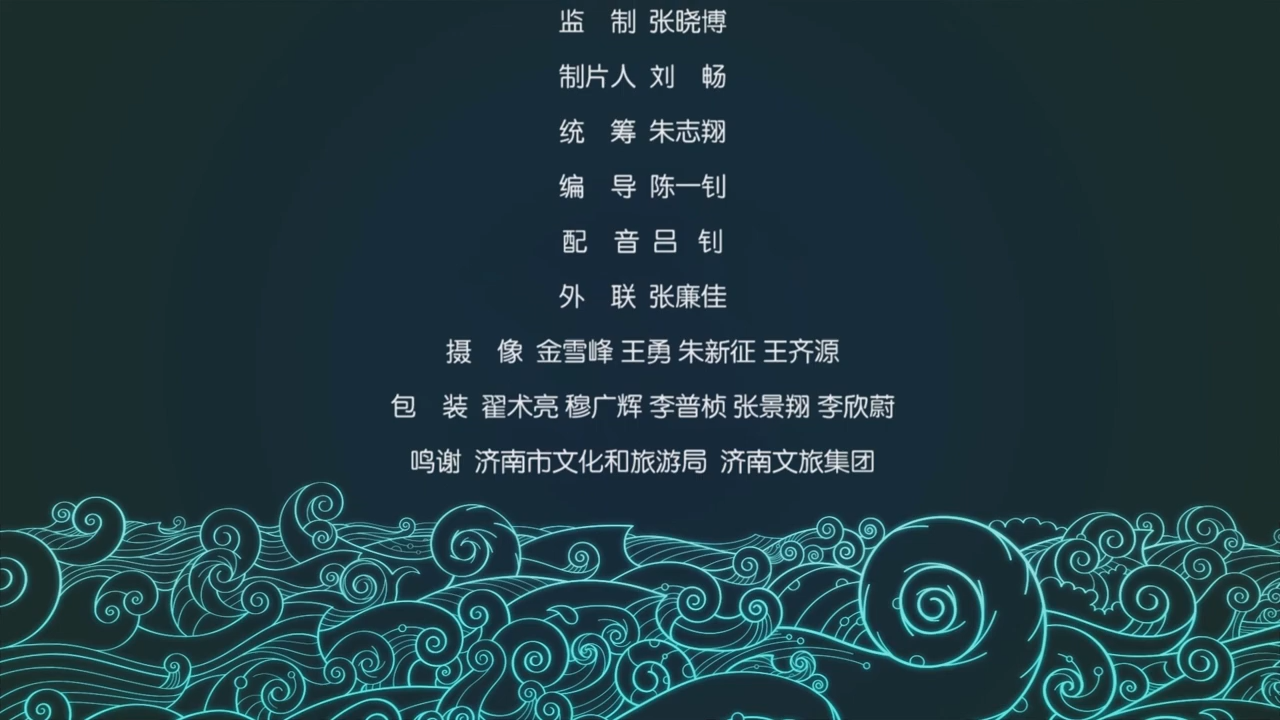 监 制 张晓博
制片人 刘 畅
统 筹 朱志翔
编 导 陈一钊
配 音 吕 钊
外 联 张廉佳
摄 像 金雪峰 王勇 朱新征 王齐源
包 装 翟术亮 穆广辉 李普桢 张景翔 李欣蔚
鸣谢 济南市文化和旅游局 济南文旅集团